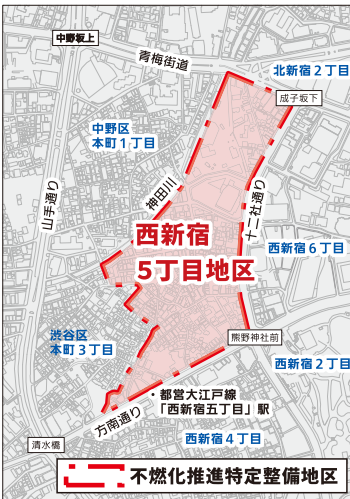 中野坂上
青梅街道
北新宿2丁目
成子坂下
中野区
本町1丁目
神田川
山手通り
十二社通り
西新宿
5丁目地区
西新宿6丁目
渋谷区
本町3丁目
熊野神社前
西新宿2丁目
・都営大江戸線
「西新宿五丁目」駅
方南通り
西新宿4丁目
清水橋
不燃化推進特定整備地区